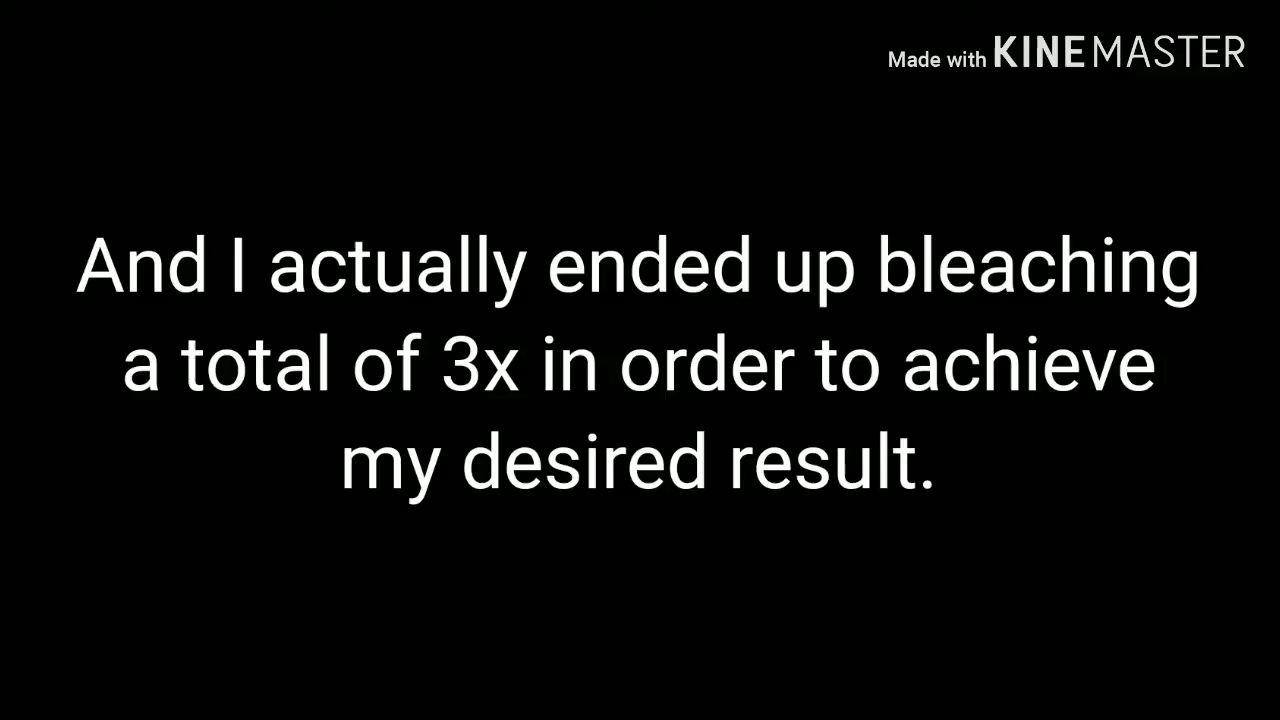 Made with KINEMASTER
And I actually ended up bleaching
a total of 3x in order to achieve
my desired result.